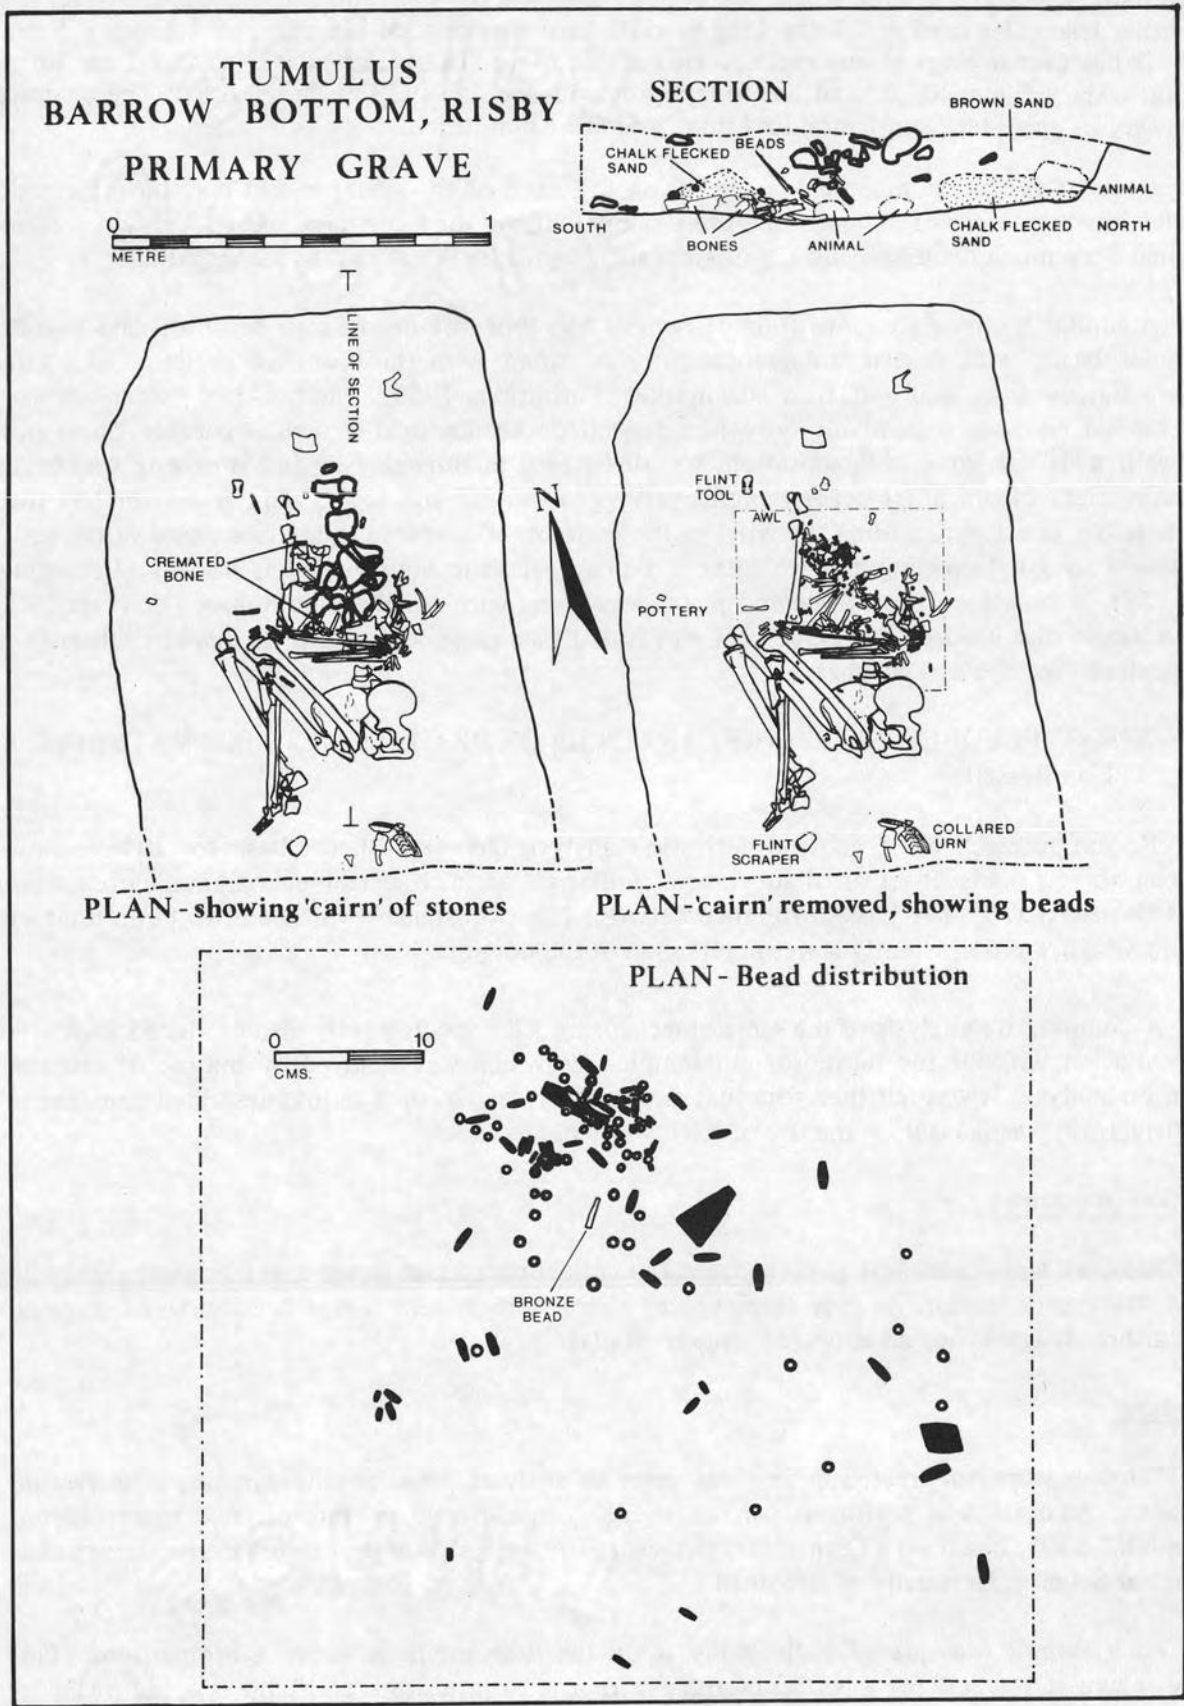 TUMULUS
BARROW BOTTOM, RISBY
PRIMARY GRAVE
0 1
METRE
SECTION
BROWN SAND
CHALK FLECKED
SAND
BEADS
ANIMAL
SOUTH
BONES
ANIMAL
CHALK FLECKED
SAND
NORTH
LINE OF SECTION
CREMATED
BONE
N
FLINT
TOOL
AWL
POTTERY
FLINT
SCRAPER
COLLARED
URN
PLAN- showing 'cairn' of stones
PLAN-'cairn' removed, showing beads
PLAN- Bead distribution
0 10
CMS.
BRONZE
BEAD